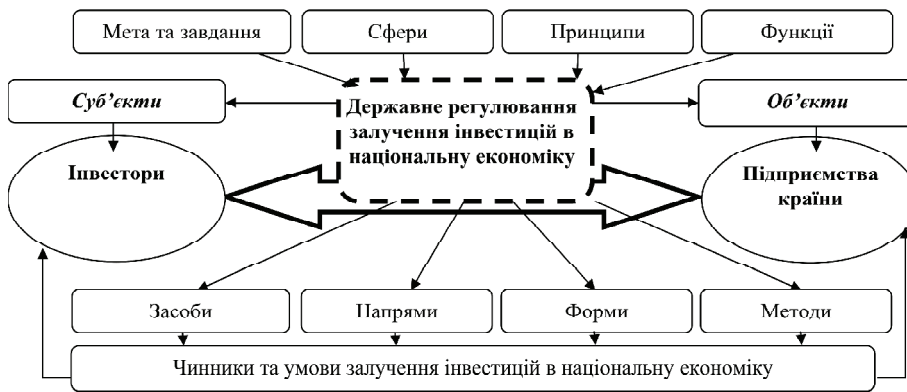 Мета та завдання
Сфери
Принципи
Функції
Суб’єкти
Державне регулювання
залучення інвестицій в
національну економіку
Об’єкти
Інвестори
Підприємства
країни
Засоби
Напрями
Форми
Методи
Чинники та умови залучення інвестицій в національну економіку